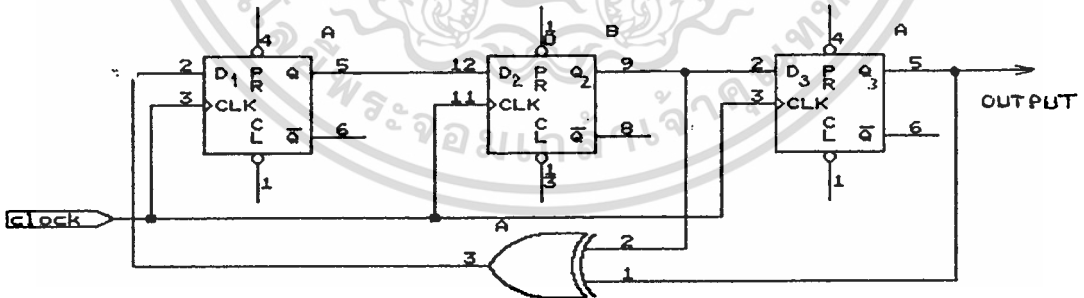 A
B
A
4
10
4
2 D1 PR Q 5
12 D2 PR Q2 9
2 D3 PR Q3 5
3 CLK
11 CLK
3 CLK
OUTPUT
CL Q̅ 6
CL Q̅ 8
CL Q̅ 6
1
13
1
clock
A
3
2
1